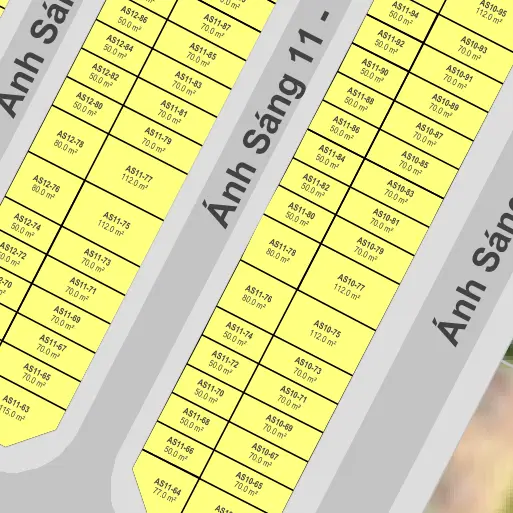 AS12-86
50.0 m²
AS12-84
50.0 m²
AS12-82
50.0 m²
AS12-80
50.0 m²
AS12-78
80.0 m²
AS12-76
80.0 m²
AS12-74
50.0 m²
AS12-72
AS11-87
70.0 m²
AS11-85
70.0 m²
AS11-83
70.0 m²
AS11-81
70.0 m²
AS11-79
70.0 m²
AS11-77
112.0 m²
AS11-75
112.0 m²
AS11-73
70.0 m²
AS11-71
70.0 m²
AS11-69
70.0 m²
AS11-67
70.0 m²
AS11-65
70.0 m²
AS11-63
115.0 m²
Ánh Sáng 11 -
AS11-94
50.0 m²
AS11-92
50.0 m²
AS11-90
50.0 m²
AS11-88
50.0 m²
AS11-86
50.0 m²
AS11-84
50.0 m²
AS11-82
50.0 m²
AS11-80
50.0 m²
AS11-78
80.0 m²
AS11-76
80.0 m²
AS11-74
50.0 m²
AS11-72
50.0 m²
AS11-70
50.0 m²
AS11-68
50.0 m²
AS11-66
50.0 m²
AS11-64
77.0 m²
AS10-95
112.0 m²
AS10-93
70.0 m²
AS10-91
70.0 m²
AS10-89
70.0 m²
AS10-87
70.0 m²
AS10-85
70.0 m²
AS10-83
70.0 m²
AS10-81
70.0 m²
AS10-79
70.0 m²
AS10-77
112.0 m²
AS10-75
112.0 m²
AS10-73
70.0 m²
AS10-71
70.0 m²
AS10-69
70.0 m²
AS10-67
70.0 m²
AS10-65
70.0 m²
Ánh Sáng